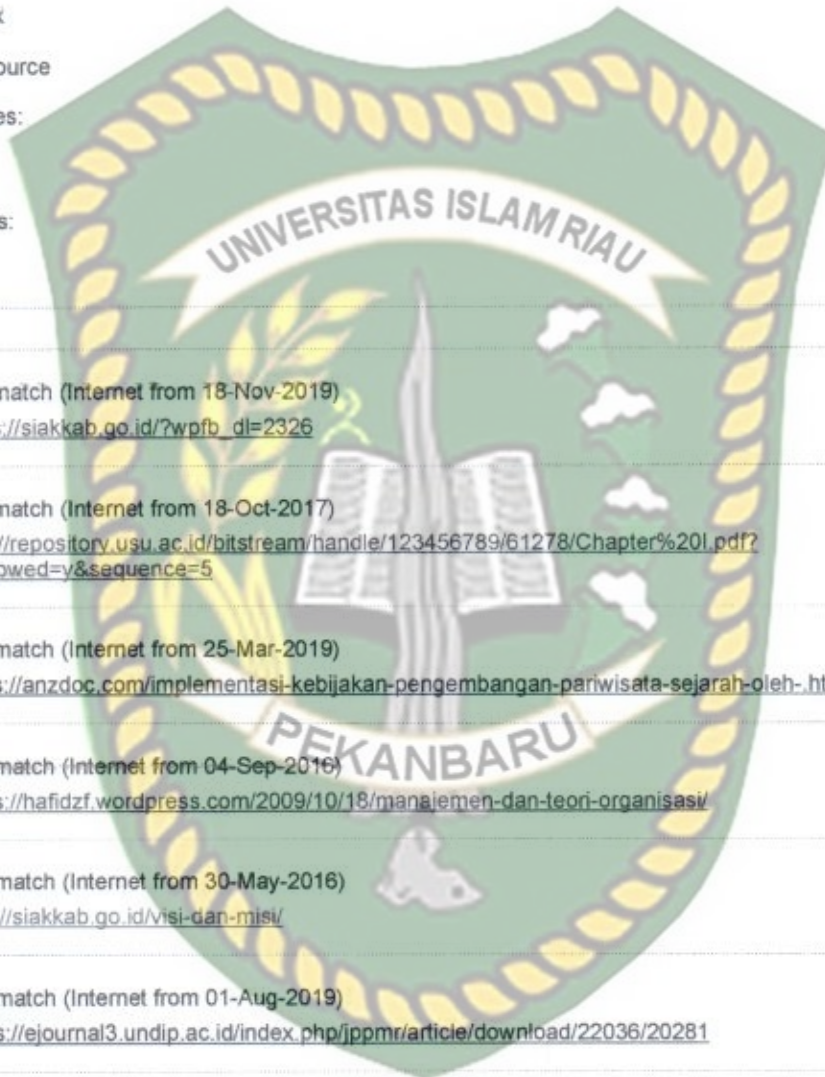 ource
es:
s:
UNIVERSITAS ISLAM RIAU
match (Internet from 18-Nov-2019)
s://siakkab.go.id/?wpfb_dl=2326
match (Internet from 18-Oct-2017)
//repository.usu.ac.id/bitstream/handle/123456789/61278/Chapter%20I.pdf?
owed=y&sequence=5
match (Internet from 25-Mar-2019)
s://anzdoc.com/implementasi-kebijakan-pengembangan-pariwisata-sejarah-oleh-.ht
PEKANBARU
match (Internet from 04-Sep-2016)
s://hafidzf.wordpress.com/2009/10/18/manajemen-dan-teori-organisasi/
match (Internet from 30-May-2016)
//siakkab.go.id/visi-dan-misi/
match (Internet from 01-Aug-2019)
s://ejournal3.undip.ac.id/index.php/jppmr/article/download/22036/20281